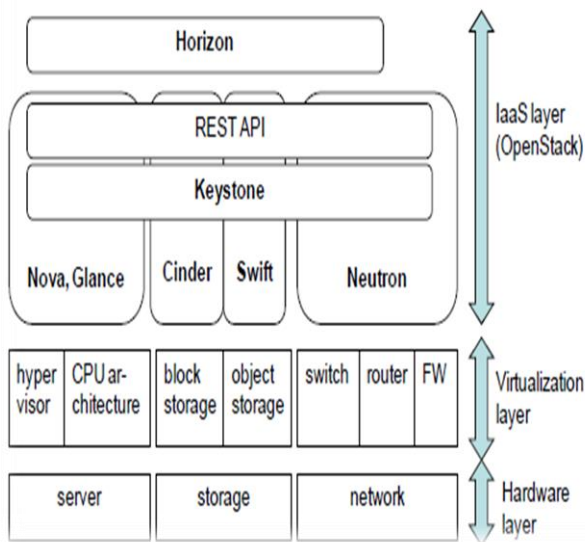 Horizon
REST API
Keystone
Nova, Glance
Cinder
Swift
Neutron
IaaS layer
(OpenStack)
hyper
visor
CPU ar-
chitecture
block
storage
object
storage
switch
router
FW
Virtualization
layer
server
storage
network
Hardware
layer